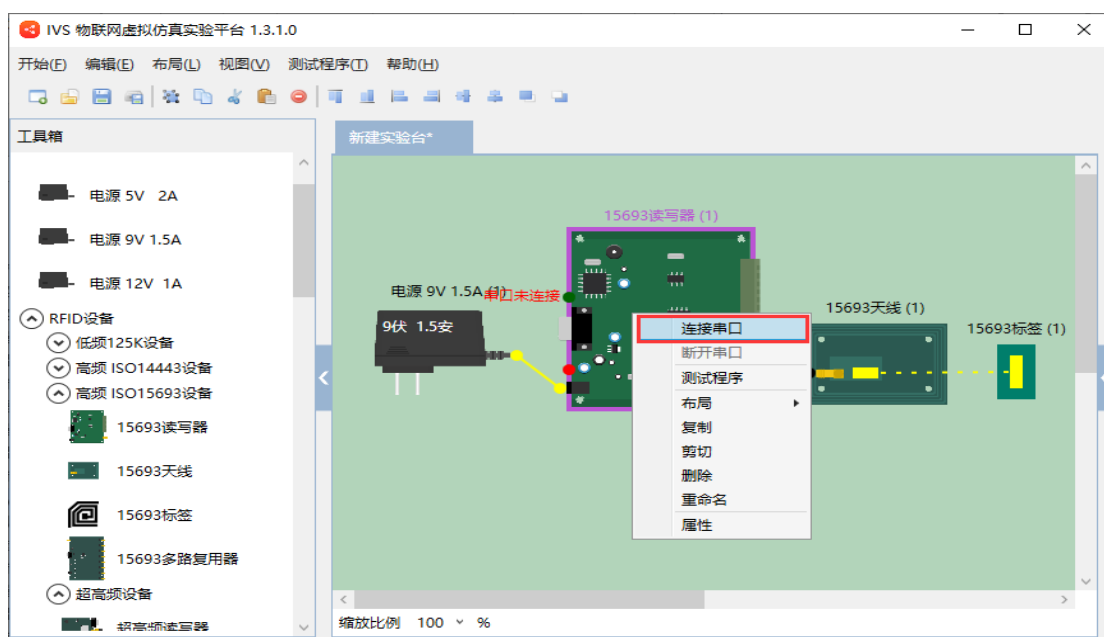 IVS 物联网虚拟仿真实验平台 1.3.1.0
开始(F) 编辑(E) 布局(L) 视图(V) 测试程序(T) 帮助(H)
工具箱
新建实验台*
电源 5V 2A
电源 9V 1.5A
电源 12V 1A
RFID设备
低频125K设备
高频 ISO14443设备
高频 ISO15693设备
15693读写器
15693天线
15693标签
15693多路复用器
超高频设备
超高频读写器
15693读写器 (1)
电源 9V 1.5A (1)
串口未连接
9伏 1.5安
15693天线 (1)
15693标签 (1)
连接串口
断开串口
测试程序
布局
复制
剪切
删除
重命名
属性
缩放比例 100 %